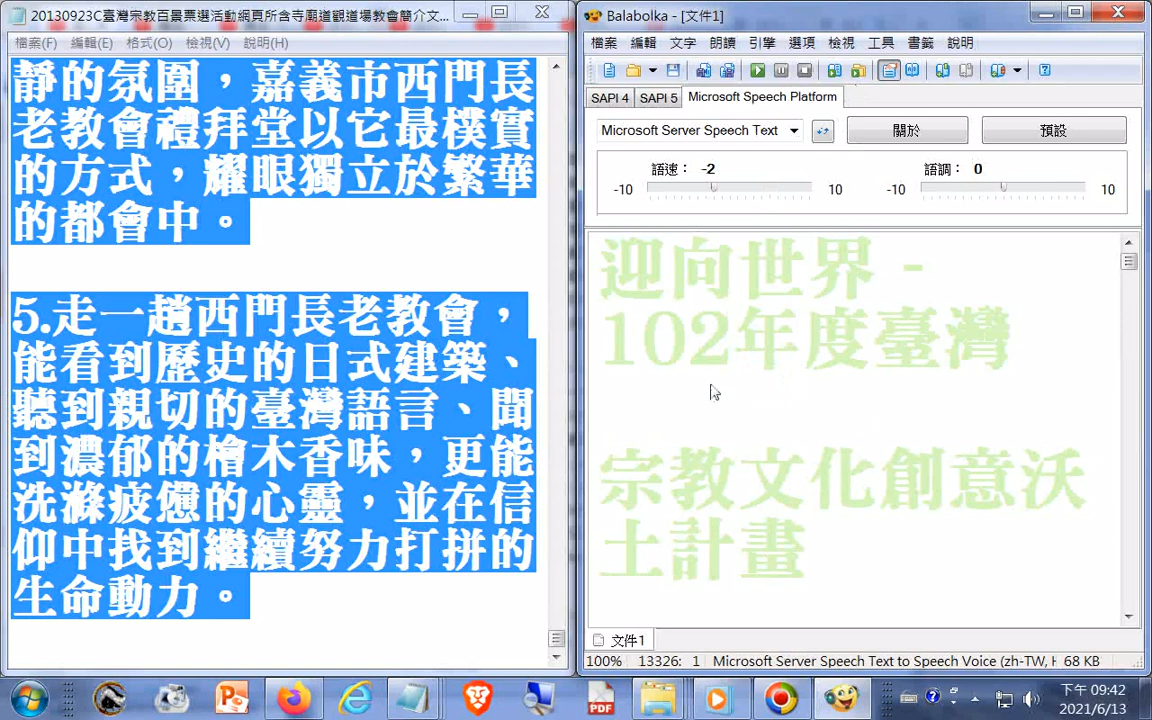 20130923C臺灣宗教百景票選活動網頁所含寺廟道觀道場教會簡介文...
檔案(F) 編輯(E) 格式(O) 檢視(V) 說明(H)
靜的氛圍，嘉義市西門長
老教會禮拜堂以它最樸實
的方式，耀眼獨立於繁華
的都會中。
5.走一趟西門長老教會，
能看到歷史的日式建築、
聽到親切的臺灣語言、聞
到濃郁的檜木香味，更能
洗滌疲憊的心靈，並在信
仰中找到繼續努力打拼的
生命動力。
Balabolka - [文件1]
檔案 編輯 文字 朗讀 引擎 選項 檢視 工具 書籤 說明
SAPI 4 SAPI 5 Microsoft Speech Platform
Microsoft Server Speech Text 關於 預設
語速： -2 語調： 0
-10 10 -10 10
迎向世界 -
102年度臺灣
宗教文化創意沃
土計畫
文件1
100% 13326: 1 Microsoft Server Speech Text to Speech Voice (zh-TW, H 68 KB
PDF
下午 09:42
2021/6/13